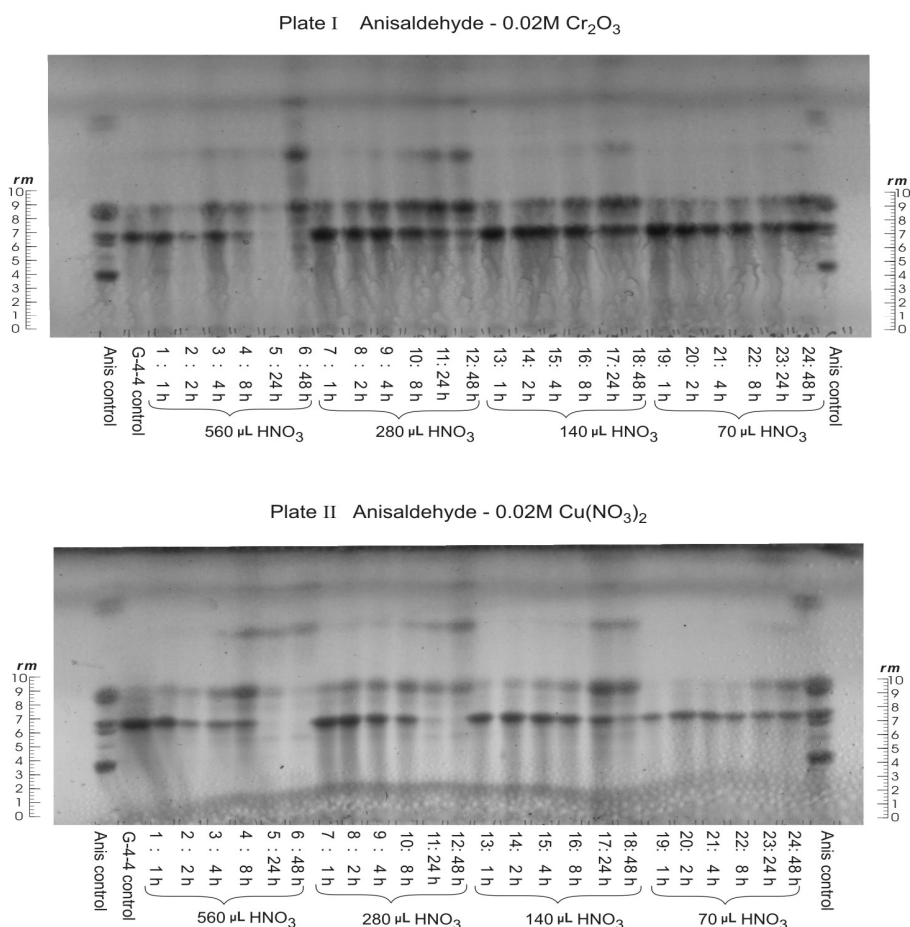 Plate I Anisaldehyde - 0.02M Cr₂O₃
rm rm
10 10
9 9
8 8
7 7
6 6
5 5
4 4
3 3
2 2
1 1
0 0
Anis control
G-4-4 control
1 : 1 h
2 : 2 h
3 : 4 h
4 : 8 h
5 : 24 h
6 : 48 h
7 : 1 h
8 : 2 h
9 : 4 h
10: 8 h
11: 24 h
12: 48 h
13: 1 h
14: 2 h
15: 4 h
16: 8 h
17: 24 h
18: 48 h
19: 1 h
20: 2 h
21: 4 h
22: 8 h
23: 24 h
24: 48 h
Anis control
560 µL HNO₃ 280 µL HNO₃ 140 µL HNO₃ 70 µL HNO₃
Plate II Anisaldehyde - 0.02M Cu(NO₃)₂
rm rm
10 10
9 9
8 8
7 7
6 6
5 5
4 4
3 3
2 2
1 1
0 0
Anis control
G-4-4 control
1 : 1 h
2 : 2 h
3 : 4 h
4 : 8 h
5 : 24 h
6 : 48 h
7 : 1 h
8 : 2 h
9 : 4 h
10: 8 h
11: 24 h
12: 48 h
13: 1 h
14: 2 h
15: 4 h
16: 8 h
17: 24 h
18: 48 h
19: 1 h
20: 2 h
21: 4 h
22: 8 h
23: 24 h
24: 48 h
Anis control
560 µL HNO₃ 280 µL HNO₃ 140 µL HNO₃ 70 µL HNO₃